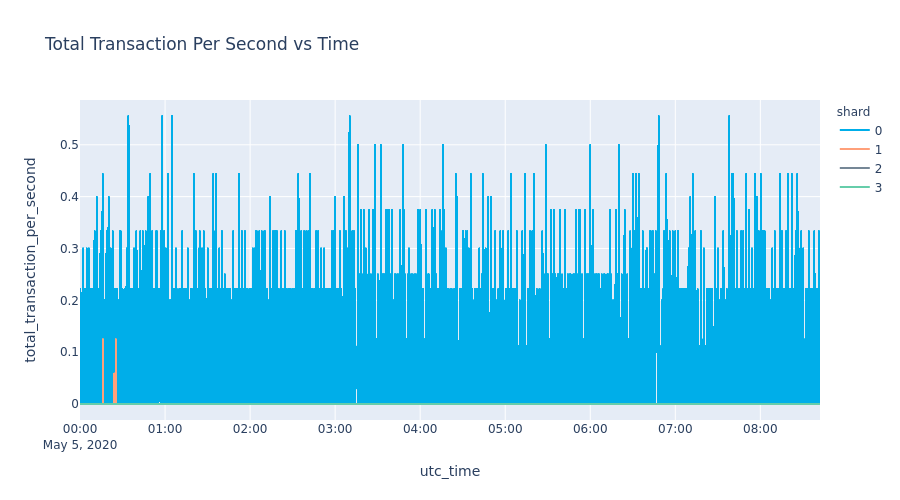 Total Transaction Per Second vs Time
shard
0
1
2
3
total_transaction_per_second
0.5
0.4
0.3
0.2
0.1
0
00:00 01:00 02:00 03:00 04:00 05:00 06:00 07:00 08:00
May 5, 2020
utc_time